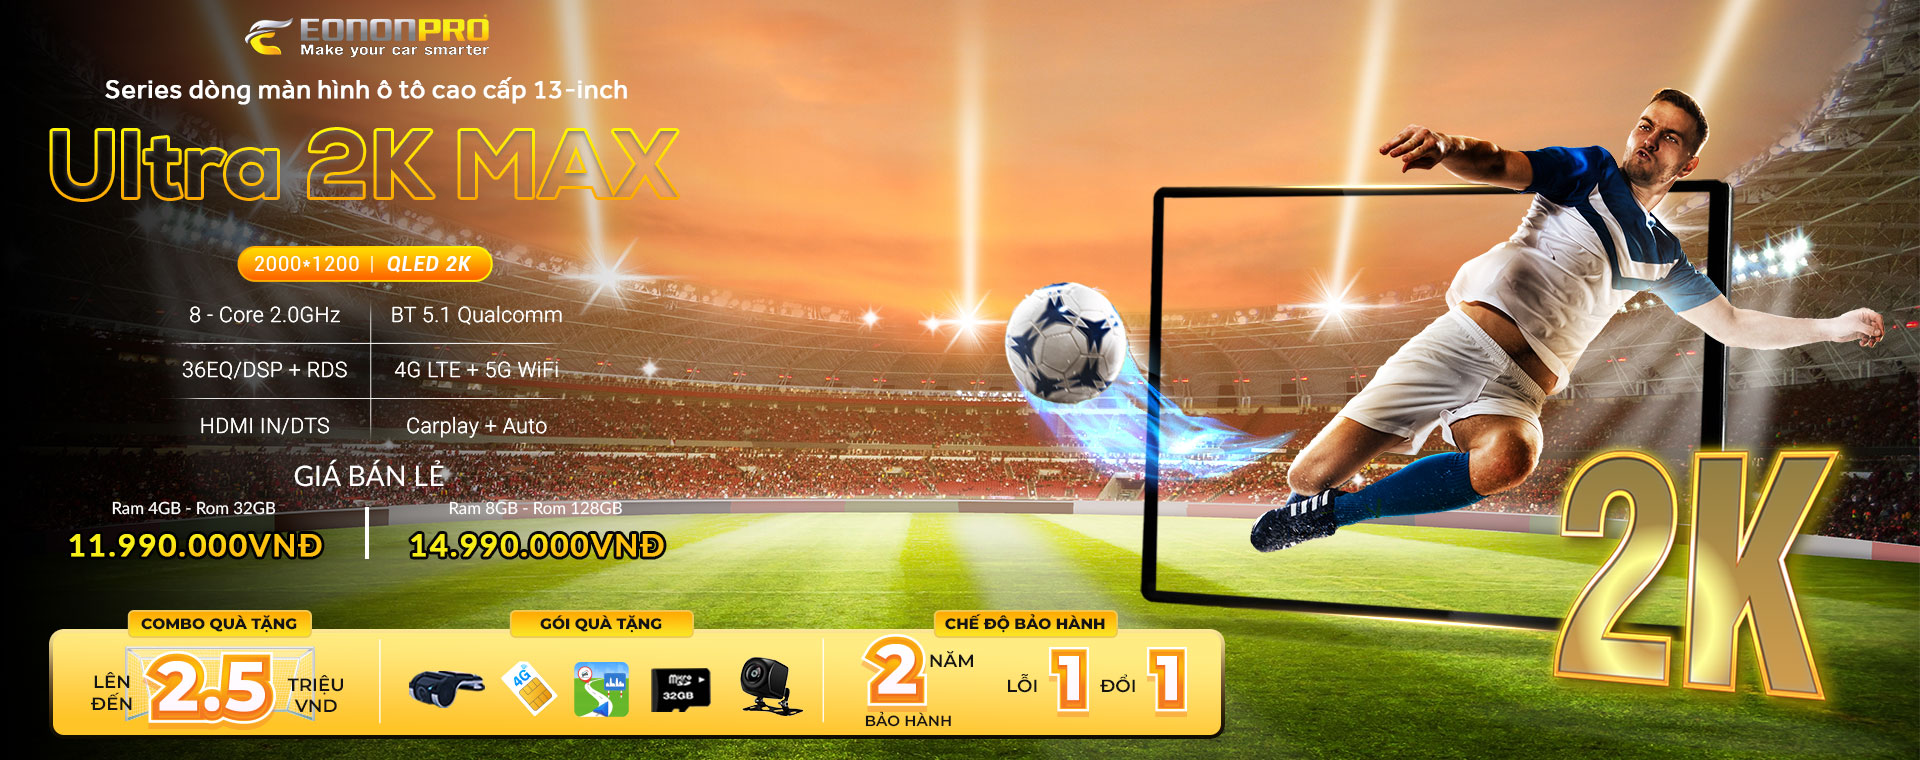 EONONPRO
Make your car smarter
Series dòng màn hình ô tô cao cấp 13-inch
Ultra 2K MAX
2000*1200 | QLED 2K
8 - Core 2.0GHz
BT 5.1 Qualcomm
36EQ/DSP + RDS
4G LTE + 5G WiFi
HDMI IN/DTS
Carplay + Auto
GIÁ BÁN LẺ
Ram 4GB - Rom 32GB
11.990.000VNĐ
Ram 8GB - Rom 128GB
14.990.000VNĐ
2K
COMBO QUÀ TẶNG
LÊN ĐẾN 2.5 TRIỆU VND
GÓI QUÀ TẶNG
4G
micro
32GB
CHẾ ĐỘ BẢO HÀNH
2 NĂM
BẢO HÀNH
LỖI 1 ĐỔI 1